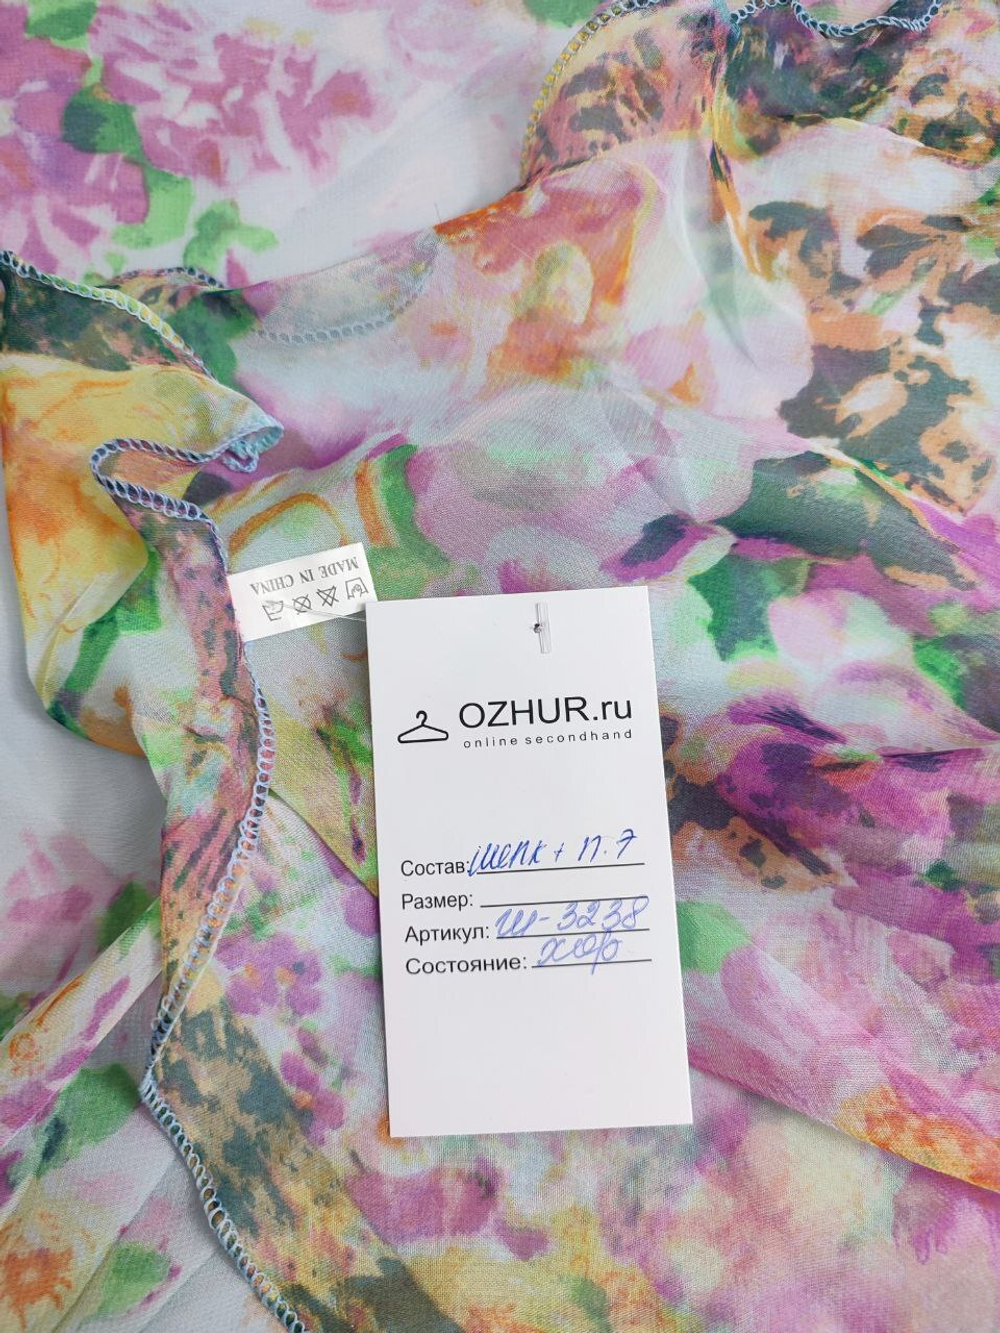 MADE IN CHINA
OZHUR.ru
online secondhand
Состав: шелк + п.э
Размер:
Артикул: Ш-3238
Состояние: хор